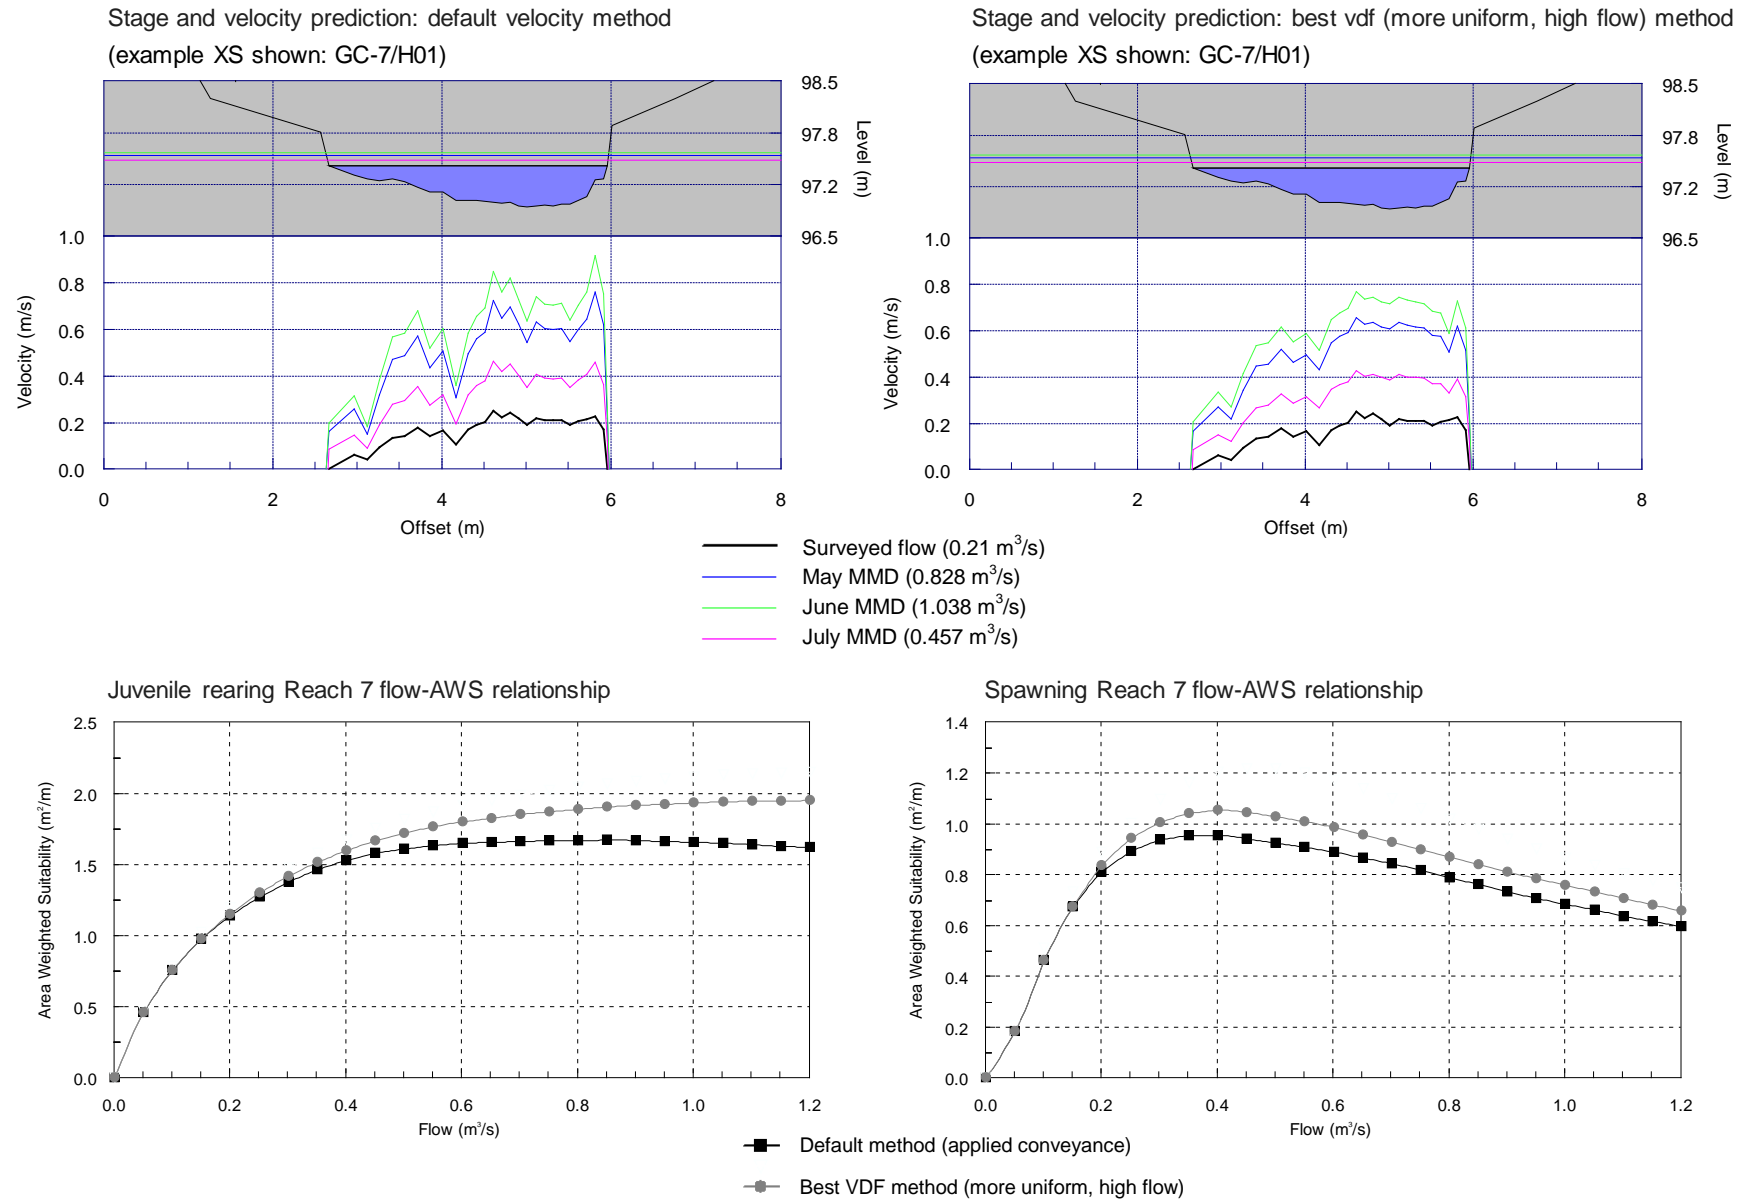 Stage and velocity prediction: default velocity method
(example XS shown: GC-7/H01)
98.5
97.8
97.2
96.5
Level (m)
1.0
0.8
0.6
0.4
0.2
0.0
Velocity (m/s)
0
2
4
6
8
Offset (m)
Stage and velocity prediction: best vdf (more uniform, high flow) method
(example XS shown: GC-7/H01)
98.5
97.8
97.2
96.5
Level (m)
1.0
0.8
0.6
0.4
0.2
0.0
Velocity (m/s)
0
2
4
6
8
Offset (m)
Surveyed flow (0.21 m³/s)
May MMD (0.828 m³/s)
June MMD (1.038 m³/s)
July MMD (0.457 m³/s)
Juvenile rearing Reach 7 flow-AWS relationship
2.5
2.0
1.5
1.0
0.5
0.0
Area Weighted Suitability (m²/m)
0.0
0.2
0.4
0.6
0.8
1.0
1.2
Flow (m³/s)
Spawning Reach 7 flow-AWS relationship
1.4
1.2
1.0
0.8
0.6
0.4
0.2
0.0
Area Weighted Suitability (m²/m)
0.0
0.2
0.4
0.6
0.8
1.0
1.2
Flow (m³/s)
Default method (applied conveyance)
Best VDF method (more uniform, high flow)